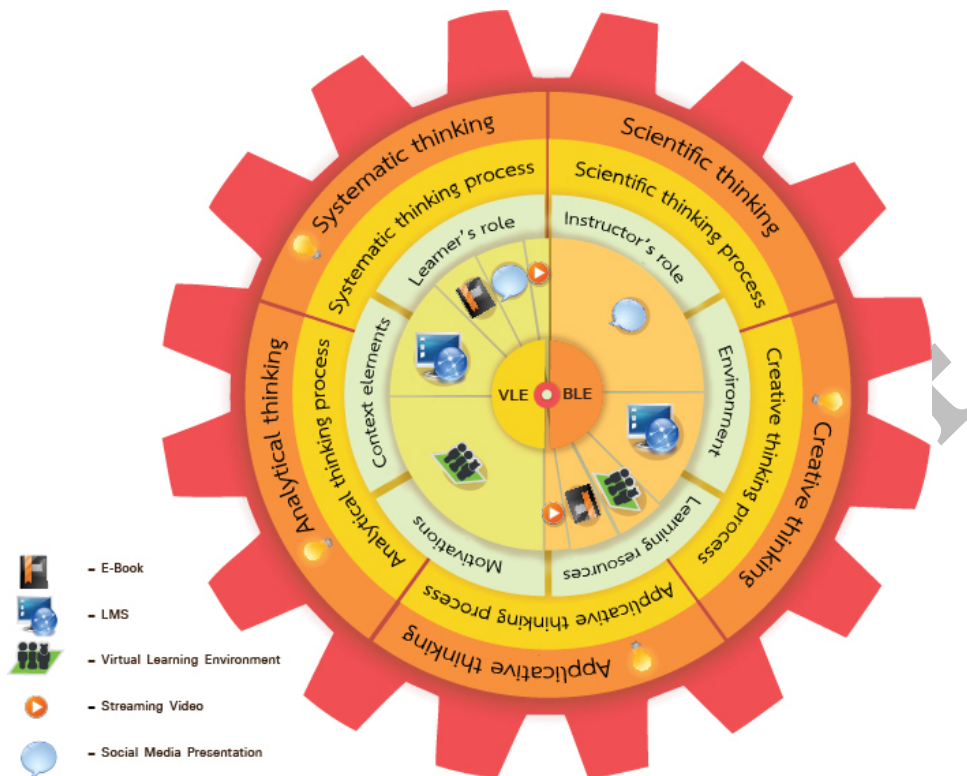 Systematic thinking
Scientific thinking
Systematic thinking process
Scientific thinking process
Learner's role
Instructor's role
Context elements
Environment
VLE
BLE
Analytical thinking
Analytical thinking process
Creative thinking process
Creative thinking
Motivations
Learning resources
Applicative thinking process
Applicative thinking
- E-Book
- LMS
- Virtual Learning Environment
- Streaming Video
- Social Media Presentation